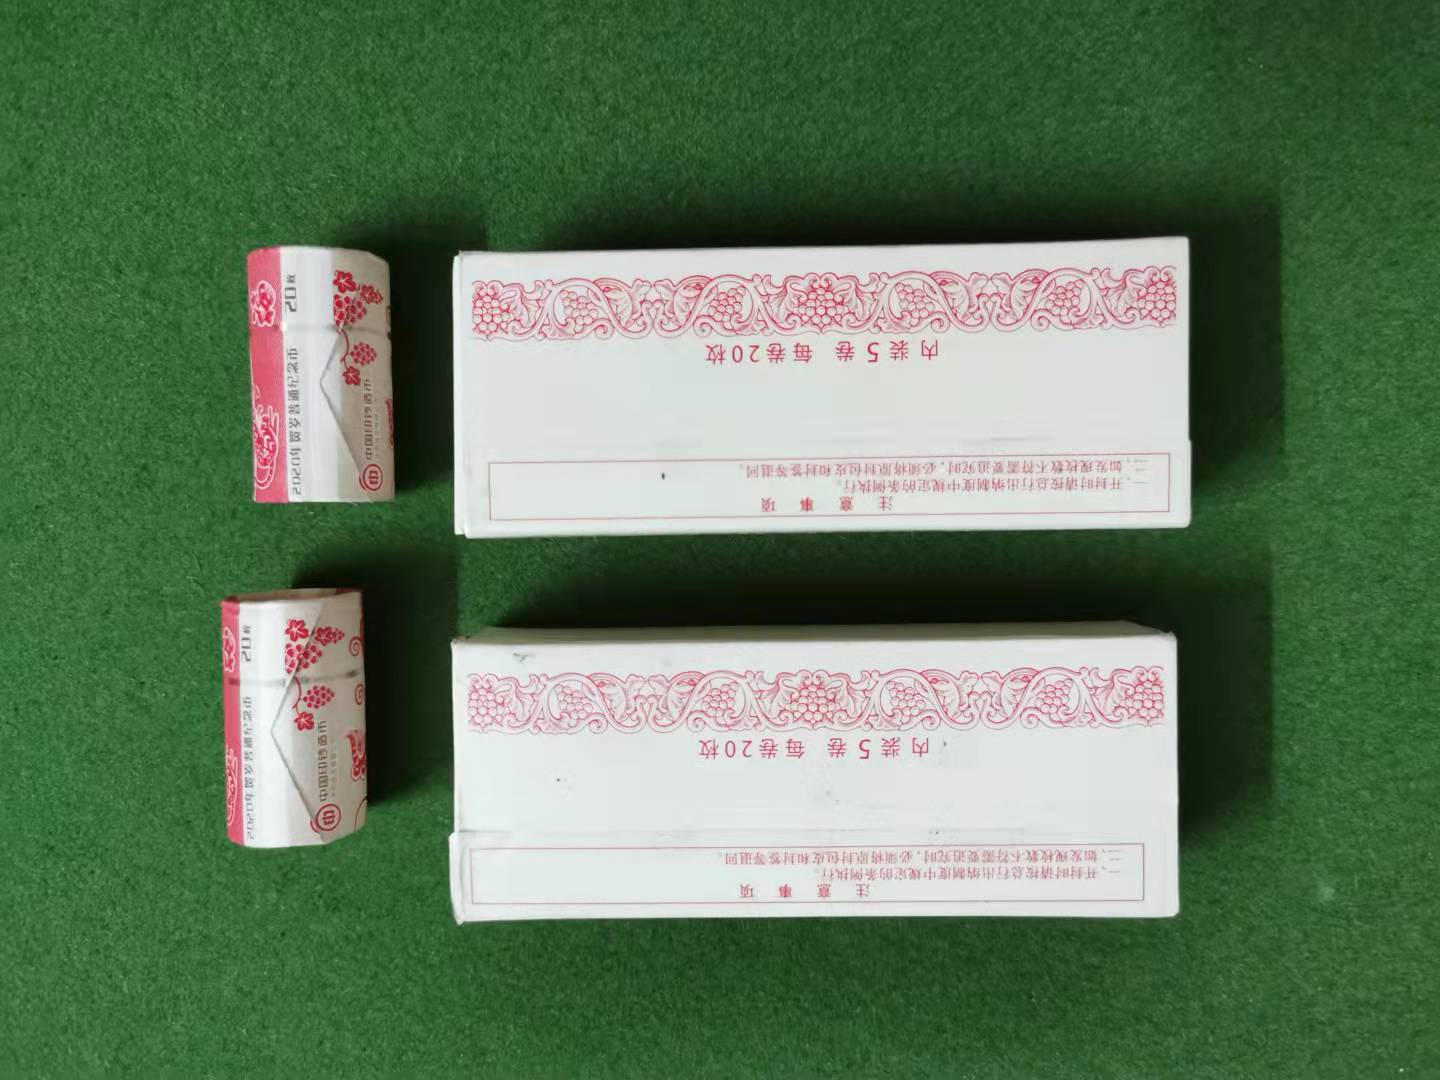 2020年贺岁普通纪念币 20枚
中国印钞造币
内装5卷 每卷20枚
注意事项
一、开封时请按总行出纳制度中规定的条例执行。
二、如发现枚数不符需要追究时，必须将原封包皮和封签等退回。
2020年贺岁普通纪念币 20枚
中国印钞造币
内装5卷 每卷20枚
注意事项
一、开封时请按总行出纳制度中规定的条例执行。
二、如发现枚数不符需要追究时，必须将原封包皮和封签等退回。